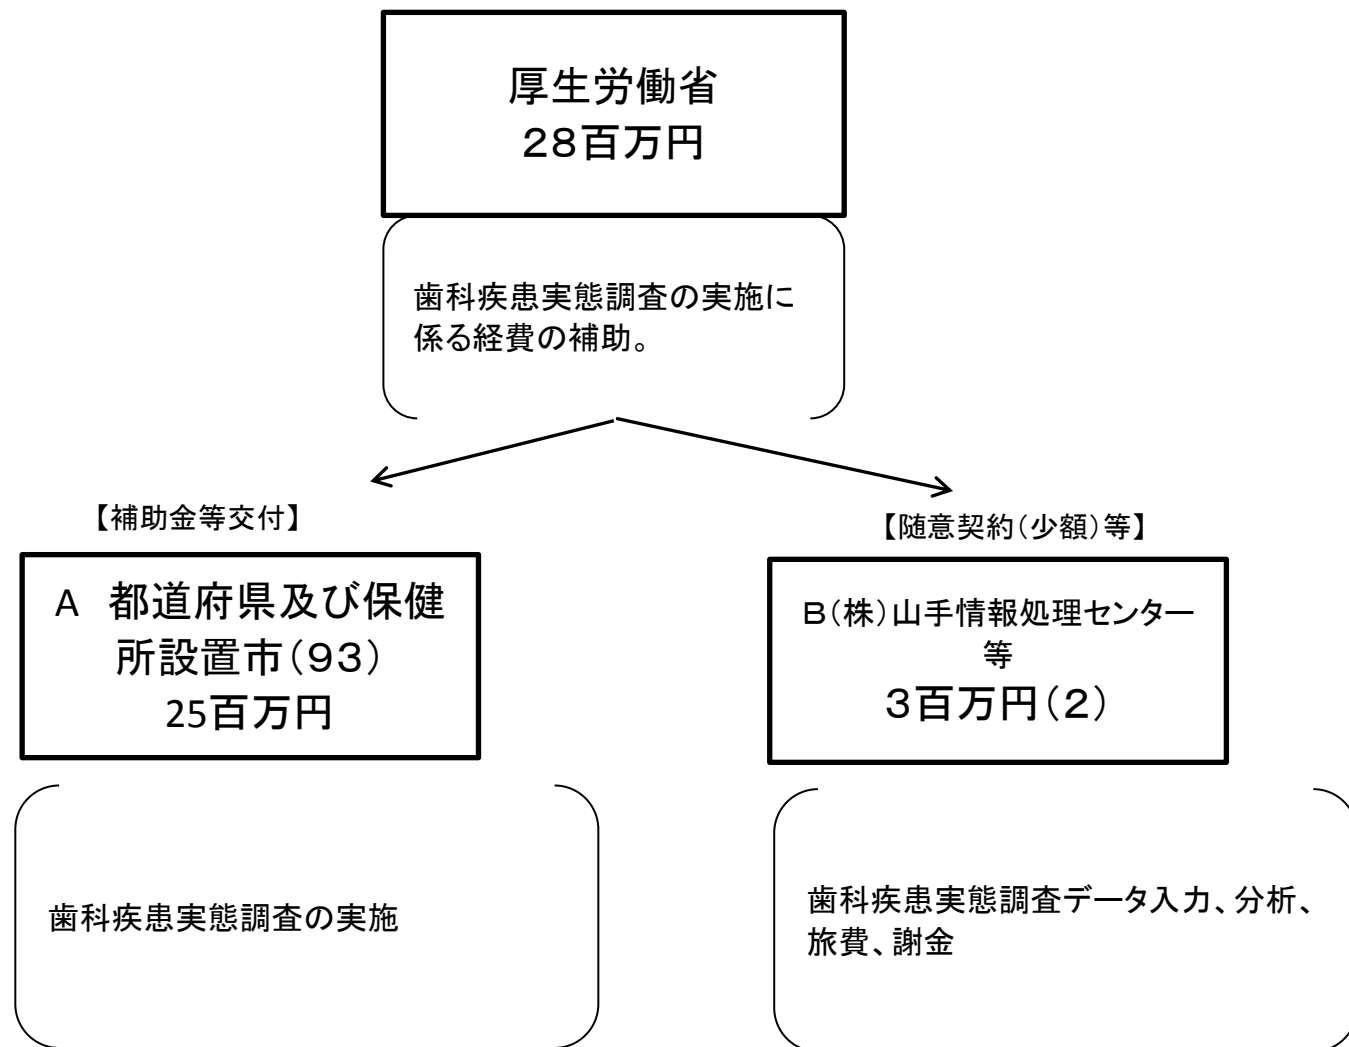 厚生労働省
２８百万円
歯科疾患実態調査の実施に
係る経費の補助。
【補助金等交付】
A　都道府県及び保健
所設置市（９３）
25百万円
歯科疾患実態調査の実施
【随意契約（少額）等】
Ｂ（株）山手情報処理センター
等
３百万円（２）
歯科疾患実態調査データ入力、分析、
旅費、謝金